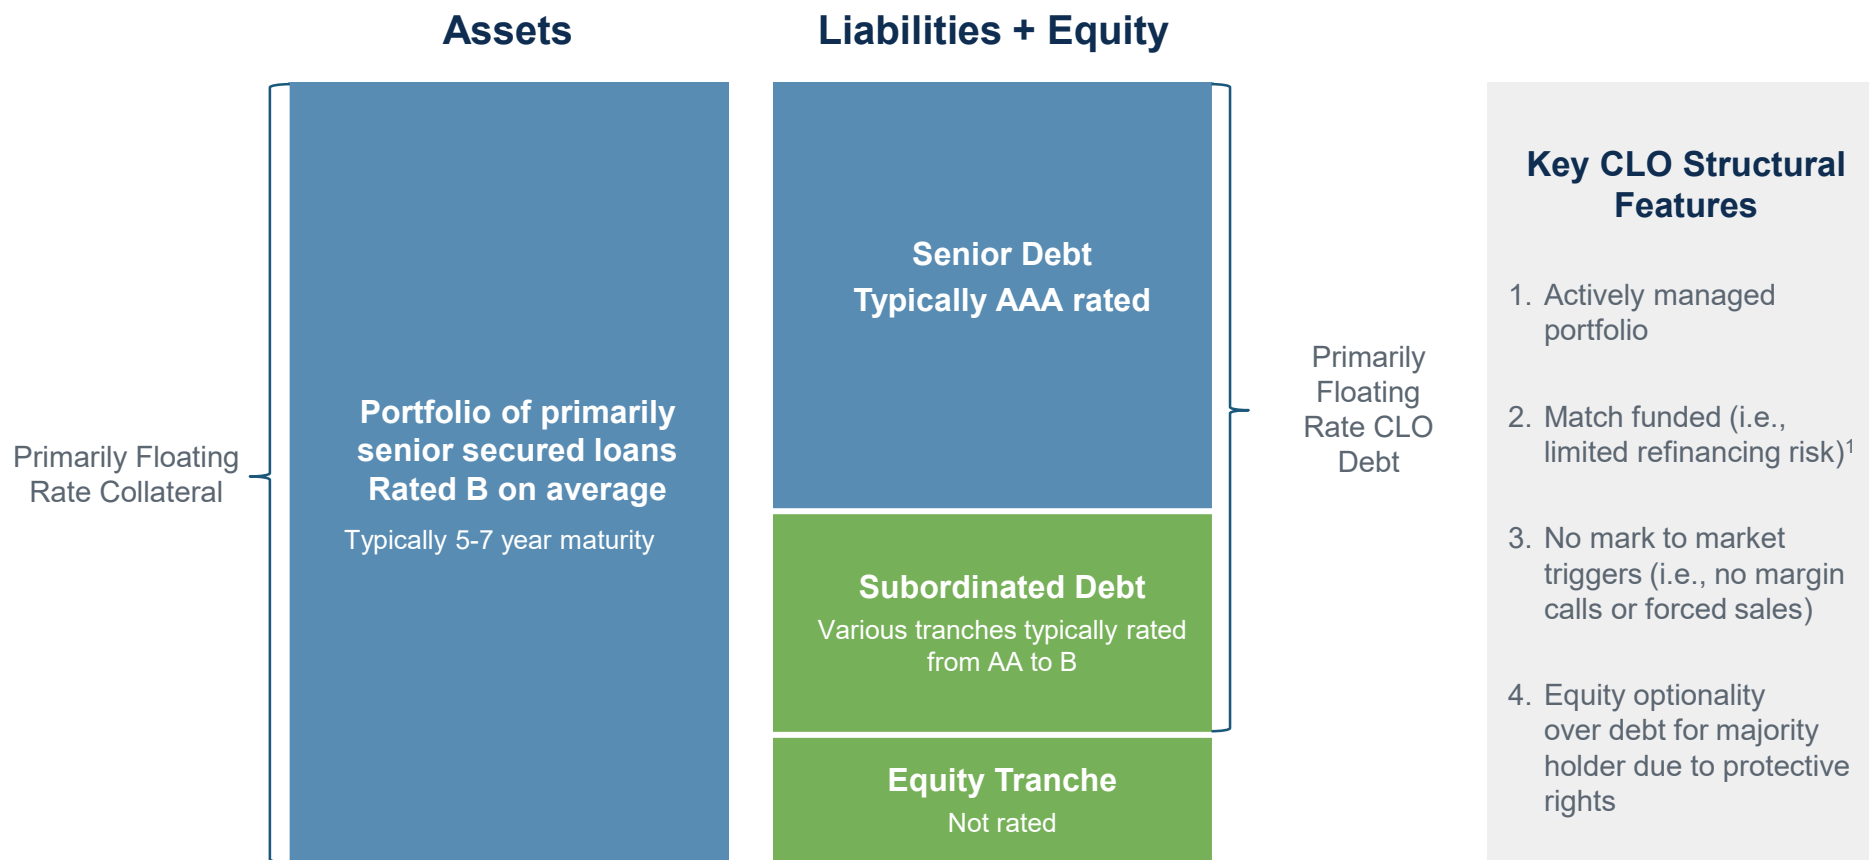 Assets
Liabilities + Equity
Primarily Floating
Rate Collateral
Portfolio of primarily
senior secured loans
Rated B on average
Typically 5-7 year maturity
Senior Debt
Typically AAA rated
Subordinated Debt
Various tranches typically rated
from AA to B
Equity Tranche
Not rated
Primarily
Floating
Rate CLO
Debt
Key CLO Structural
Features
1. Actively managed
portfolio
2. Match funded (i.e.,
limited refinancing risk)¹
3. No mark to market
triggers (i.e., no margin
calls or forced sales)
4. Equity optionality
over debt for majority
holder due to protective
rights